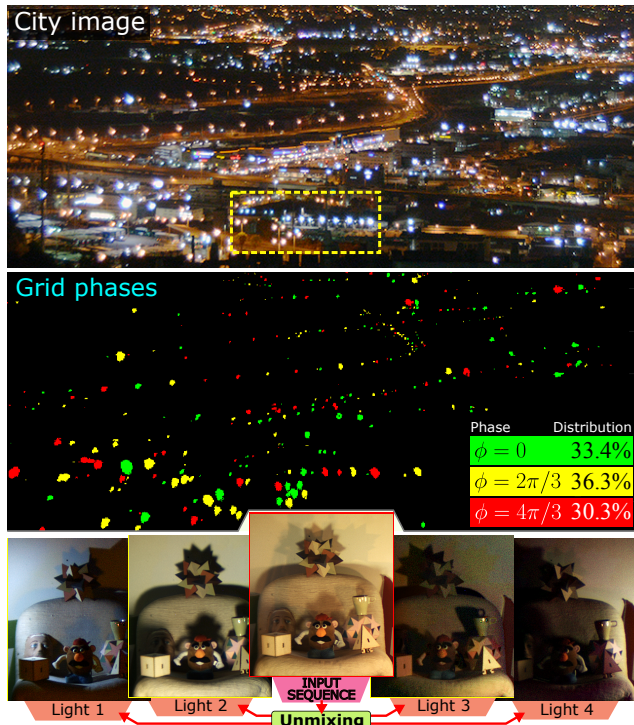 City image
Grid phases
Phase Distribution
ϕ = 0 33.4%
ϕ = 2π/3 36.3%
ϕ = 4π/3 30.3%
INPUT
SEQUENCE
Light 1 Light 2 Light 3 Light 4
Unmixing